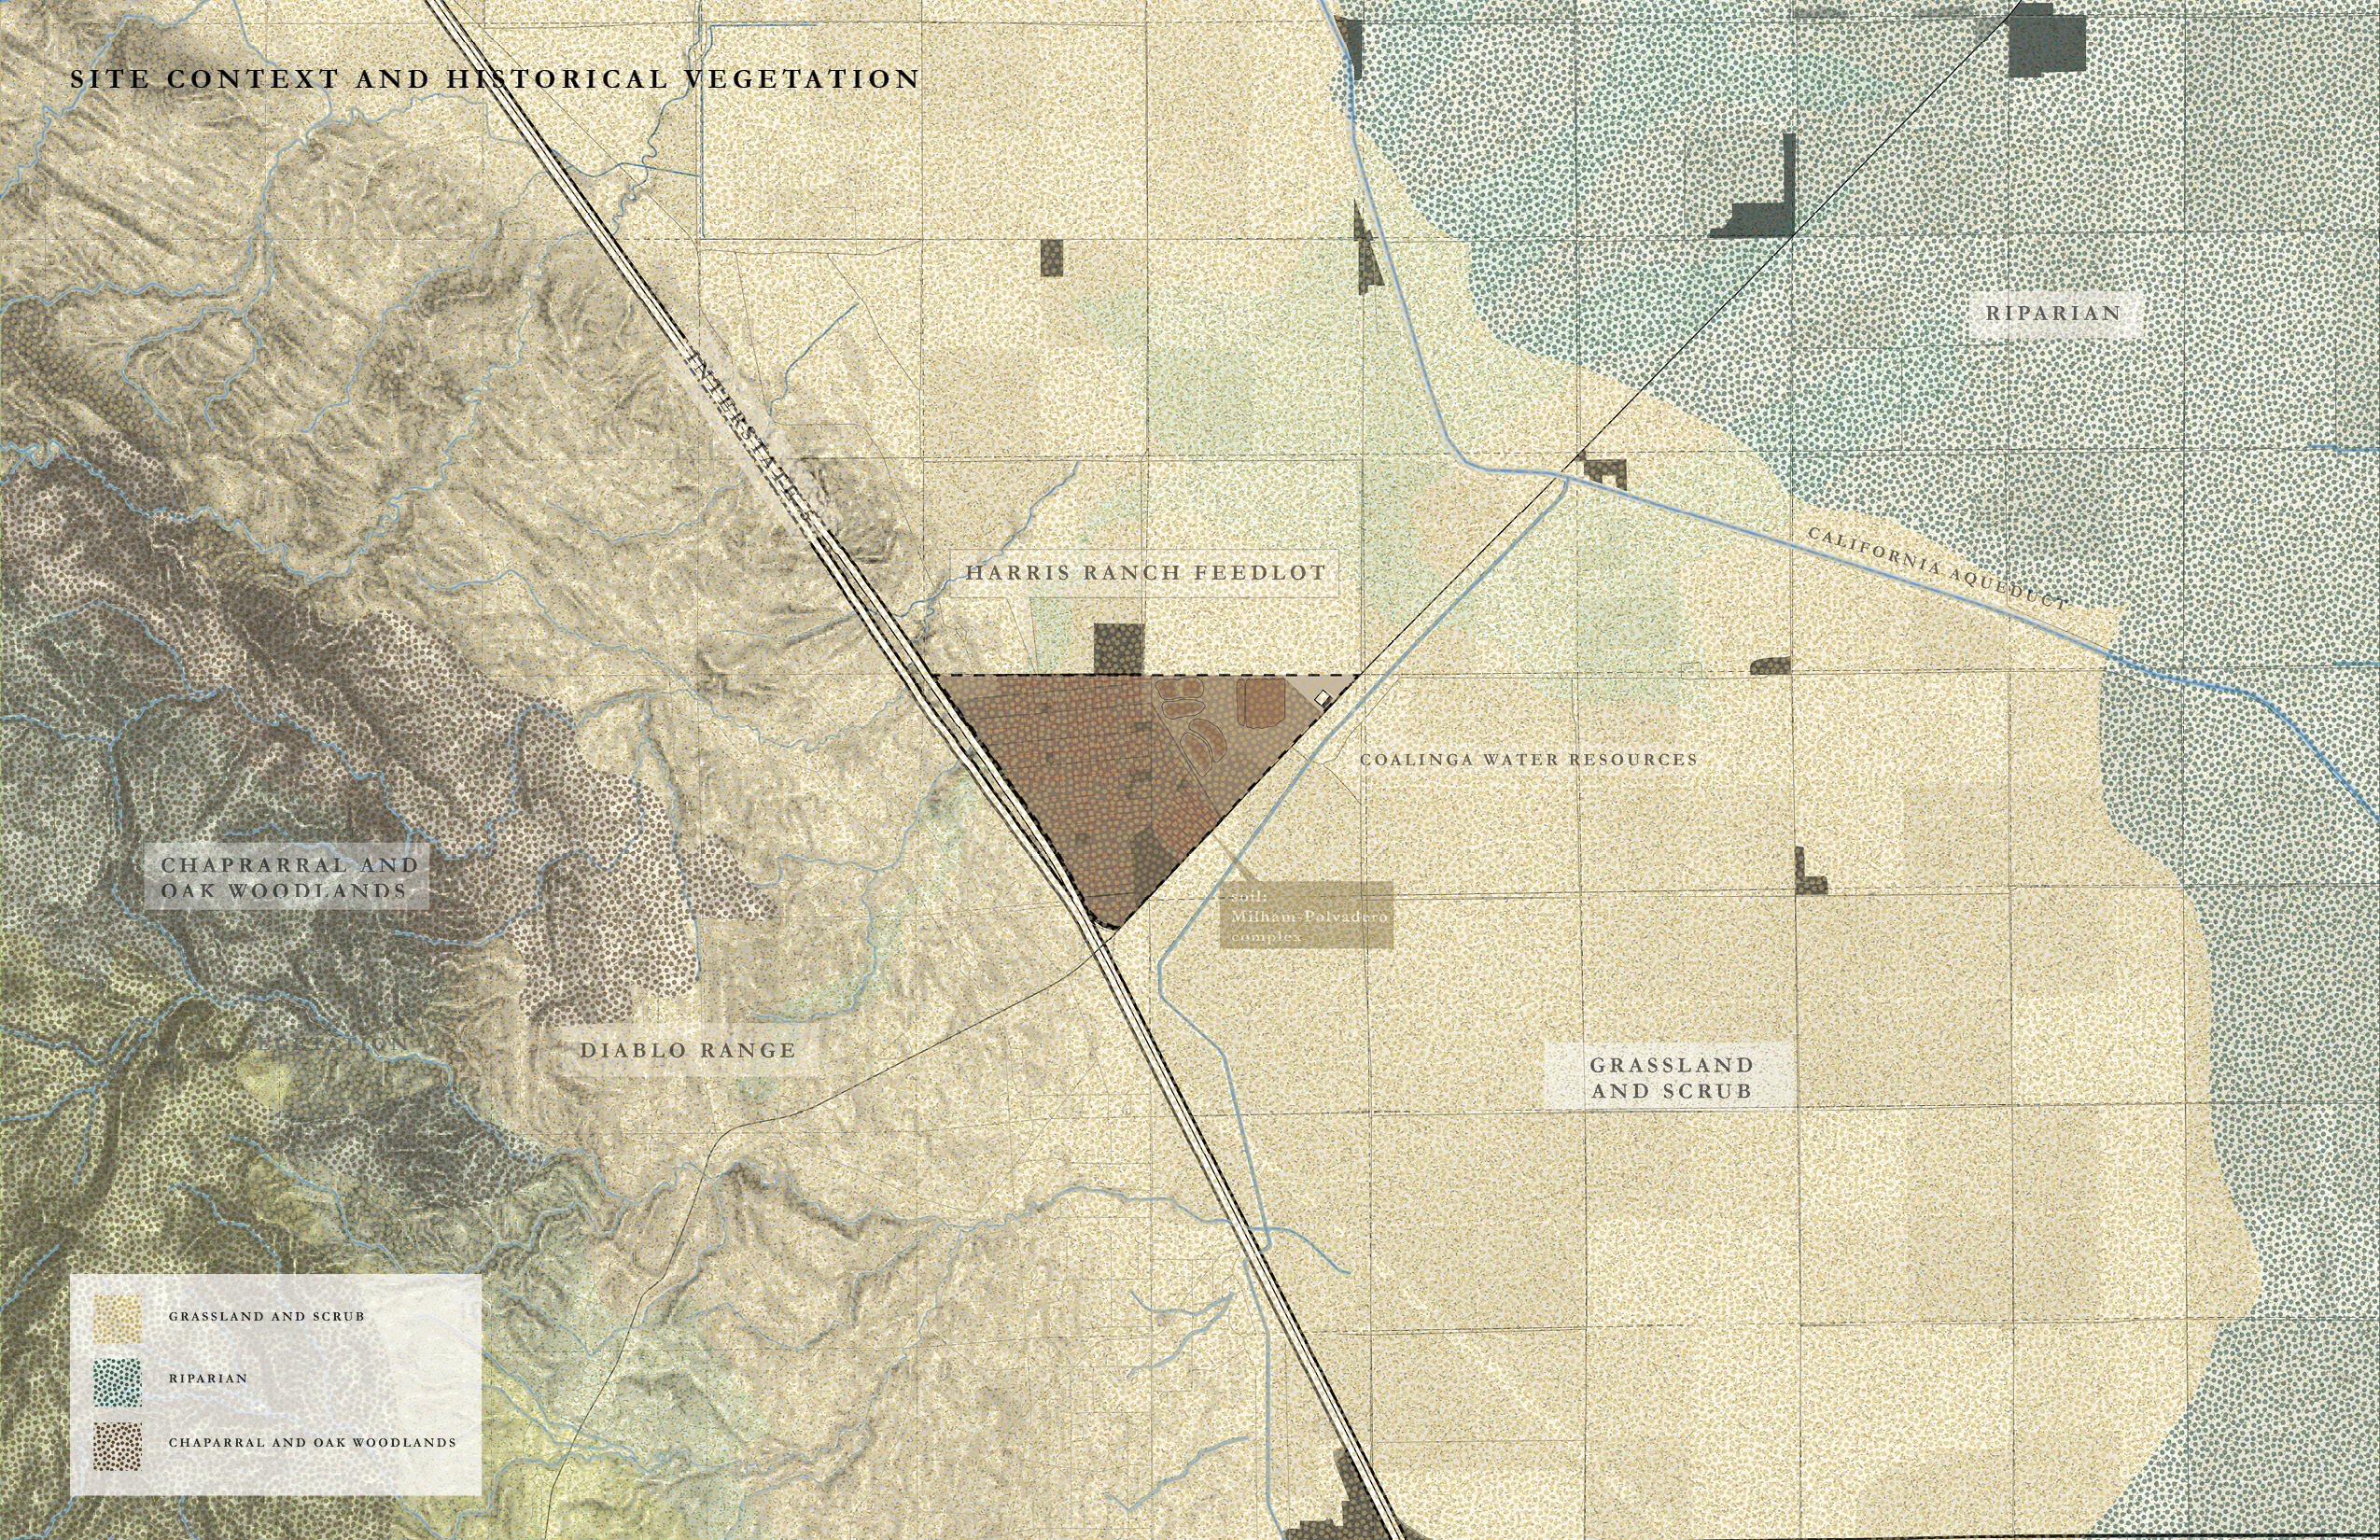 SITE CONTEXT AND HISTORICAL VEGETATION
RIPARIAN
INTERSTATE 5
CALIFORNIA AQUEDUCT
HARRIS RANCH FEEDLOT
COALINGA WATER RESOURCES
CHAPRARRAL AND
OAK WOODLANDS
soil:
Milham-Polvadero
complex
DIABLO RANGE
GRASSLAND
AND SCRUB
GRASSLAND AND SCRUB
RIPARIAN
CHAPARRAL AND OAK WOODLANDS